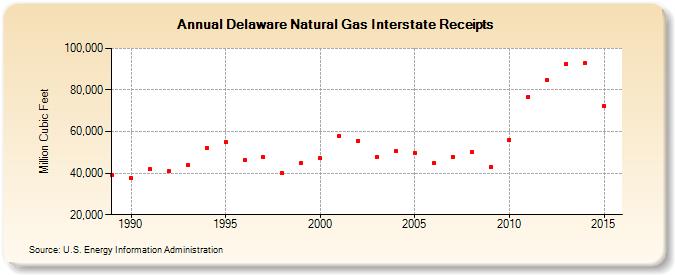 Annual Delaware Natural Gas Interstate Receipts
Million Cubic Feet
100,000
80,000
60,000
40,000
20,000
1990 1995 2000 2005 2010 2015
Source: U.S. Energy Information Administration